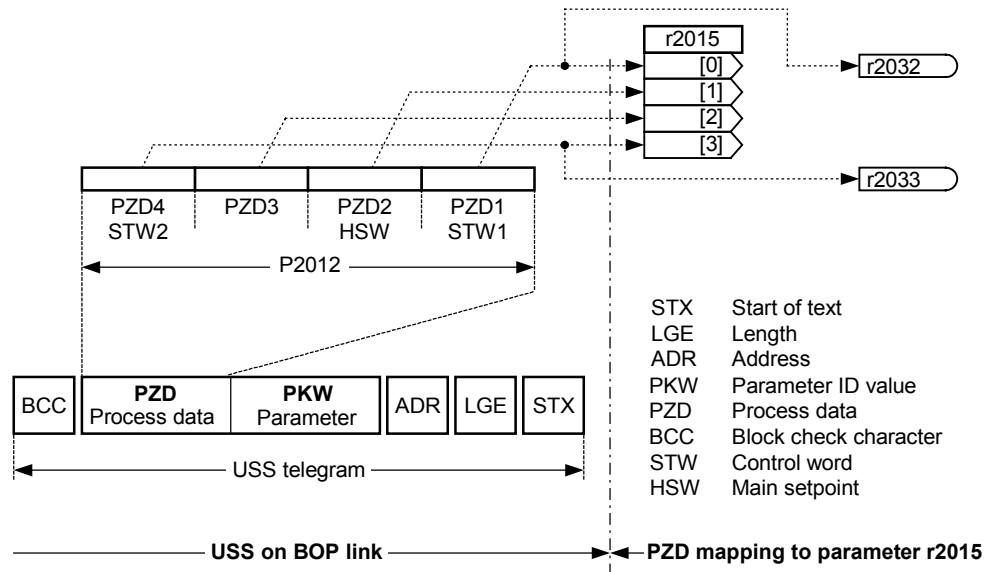 r2015
[0]
[1]
[2]
[3]
r2032
r2033
PZD4
STW2
PZD3
PZD2
HSW
PZD1
STW1
P2012
STX Start of text
LGE Length
ADR Address
PKW Parameter ID value
PZD Process data
BCC Block check character
STW Control word
HSW Main setpoint
BCC
PZD
Process data
PKW
Parameter
ADR
LGE
STX
USS telegram
USS on BOP link
PZD mapping to parameter r2015